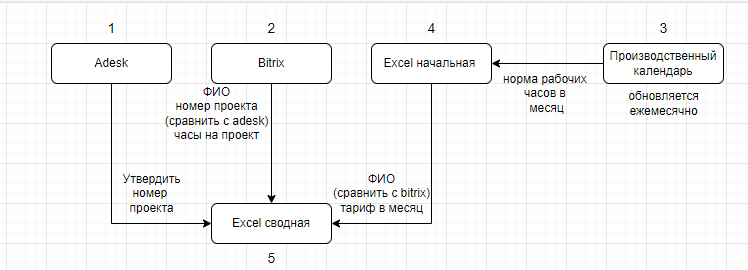 1
2
4
3
Adesk
Bitrix
Excel начальная
Производственный
календарь
ФИО
номер проекта
(сравнить с adesk)
часы на проект
норма рабочих
часов в
месяц
обновляется
ежемесячно
Утвердить
номер
проекта
ФИО
(сравнить с bitrix)
тариф в месяц
Excel сводная
5